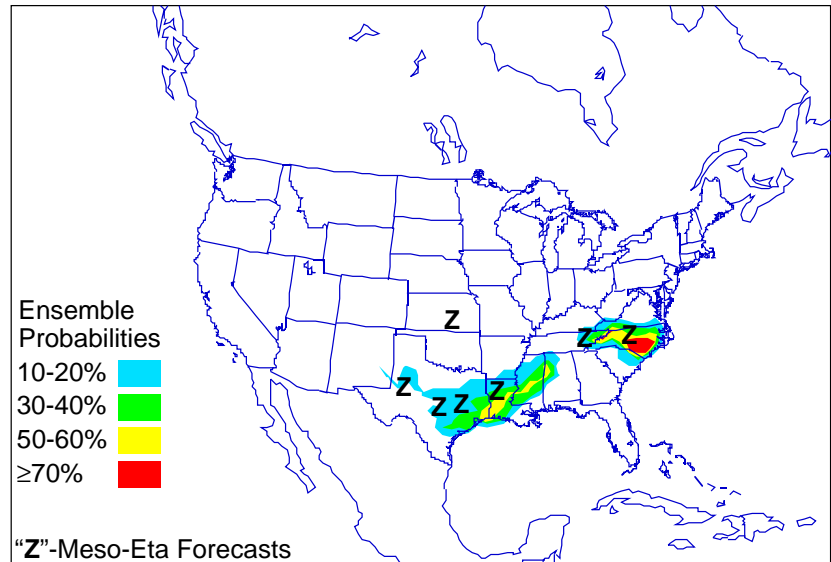 Z
Z Z
Z Z
Z Z
Z
Ensemble
Probabilities
10-20%
30-40%
50-60%
≥70%
“Z”-Meso-Eta Forecasts